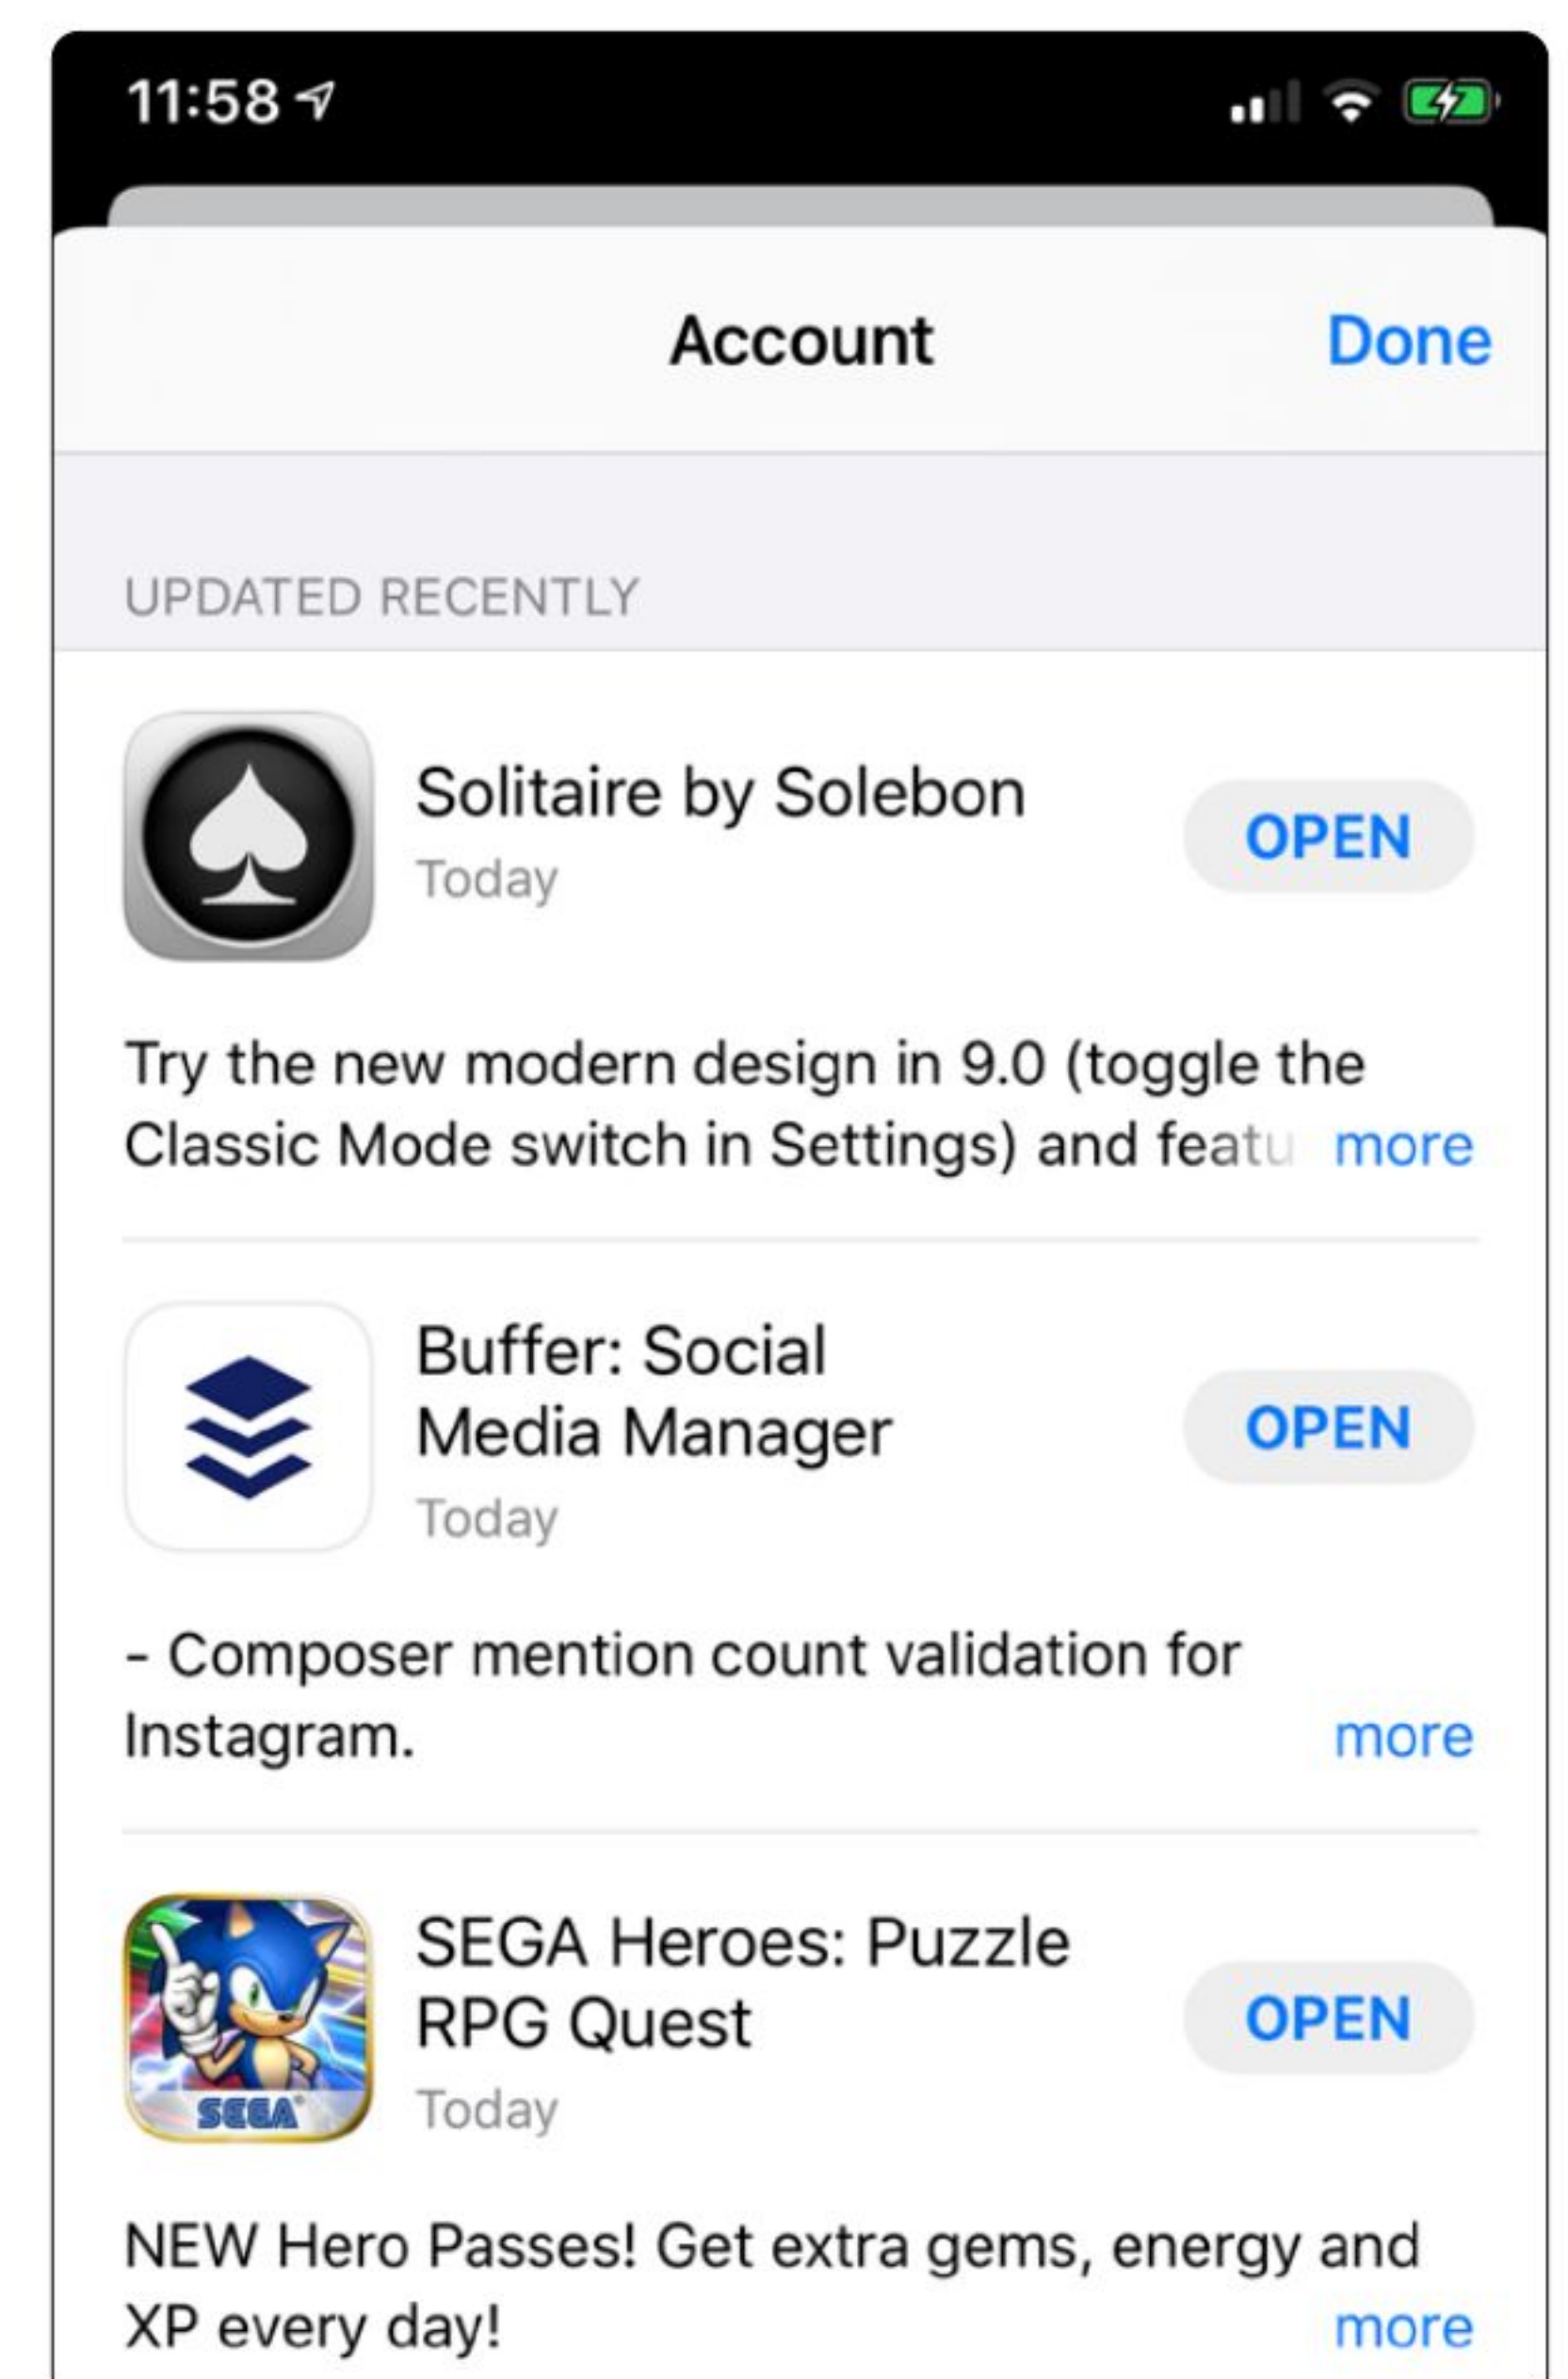 11:58
Account
Done
UPDATED RECENTLY
Solitaire by Solebon
Today
OPEN
Try the new modern design in 9.0 (toggle the
Classic Mode switch in Settings) and featu more
Buffer: Social
Media Manager
Today
OPEN
- Composer mention count validation for
Instagram. more
SEGA Heroes: Puzzle
RPG Quest
Today
OPEN
SEGA®
NEW Hero Passes! Get extra gems, energy and
XP every day! more